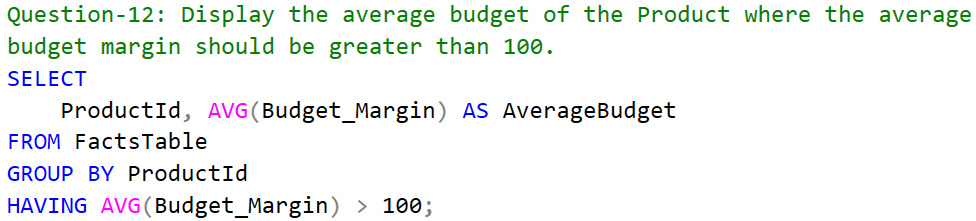 Question-12: Display the average budget of the Product where the average
budget margin should be greater than 100.
SELECT
    ProductId, AVG(Budget_Margin) AS AverageBudget
FROM FactsTable
GROUP BY ProductId
HAVING AVG(Budget_Margin) > 100;